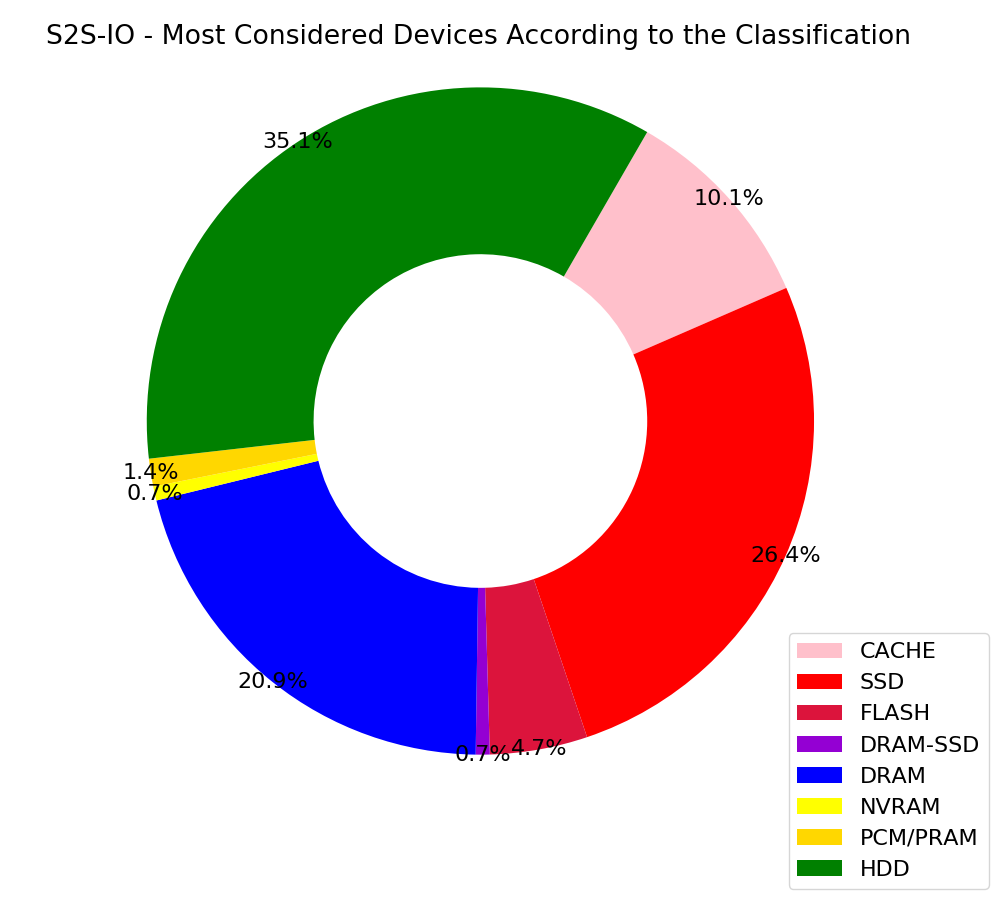 S2S-IO - Most Considered Devices According to the Classification
35.1%
10.1%
1.4%
0.7%
26.4%
20.9%
0.7%
4.7%
CACHE
SSD
FLASH
DRAM-SSD
DRAM
NVRAM
PCM/PRAM
HDD